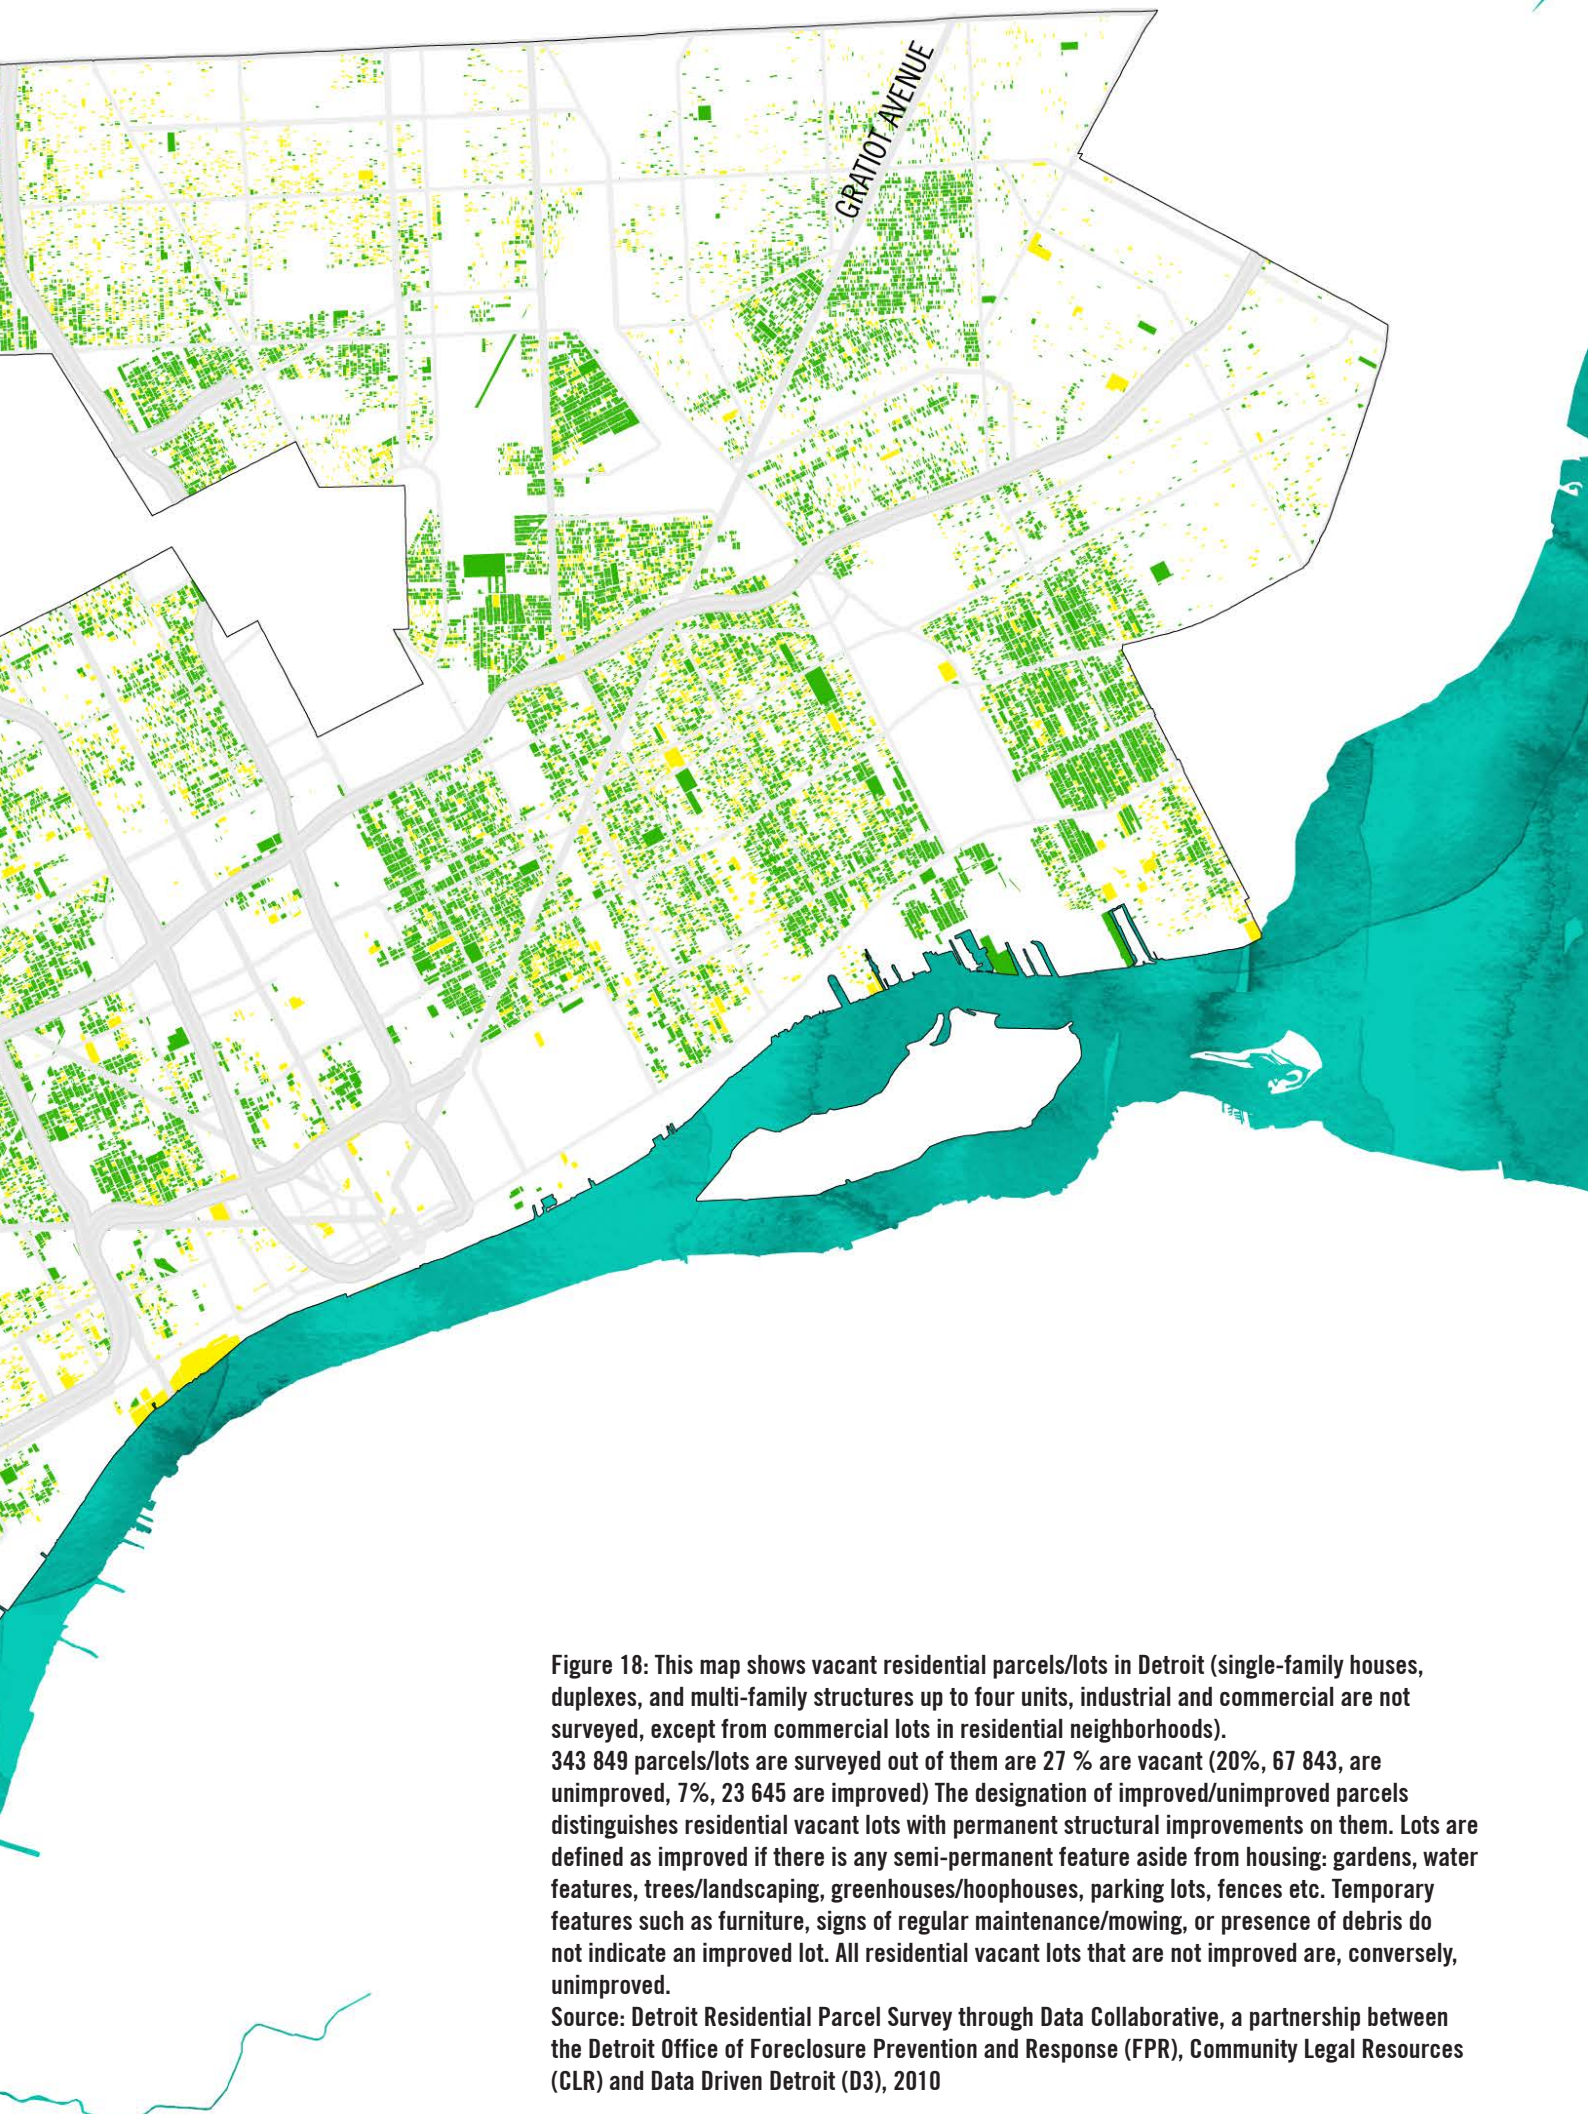 GRATIOT AVENUE
Figure 18: This map shows vacant residential parcels/lots in Detroit (single-family houses,
duplexes, and multi-family structures up to four units, industrial and commercial are not
surveyed, except from commercial lots in residential neighborhoods).
343 849 parcels/lots are surveyed out of them are 27 % are vacant (20%, 67 843, are
unimproved, 7%, 23 645 are improved) The designation of improved/unimproved parcels
distinguishes residential vacant lots with permanent structural improvements on them. Lots are
defined as improved if there is any semi-permanent feature aside from housing: gardens, water
features, trees/landscaping, greenhouses/hoophouses, parking lots, fences etc. Temporary
features such as furniture, signs of regular maintenance/mowing, or presence of debris do
not indicate an improved lot. All residential vacant lots that are not improved are, conversely,
unimproved.
Source: Detroit Residential Parcel Survey through Data Collaborative, a partnership between
the Detroit Office of Foreclosure Prevention and Response (FPR), Community Legal Resources
(CLR) and Data Driven Detroit (D3), 2010